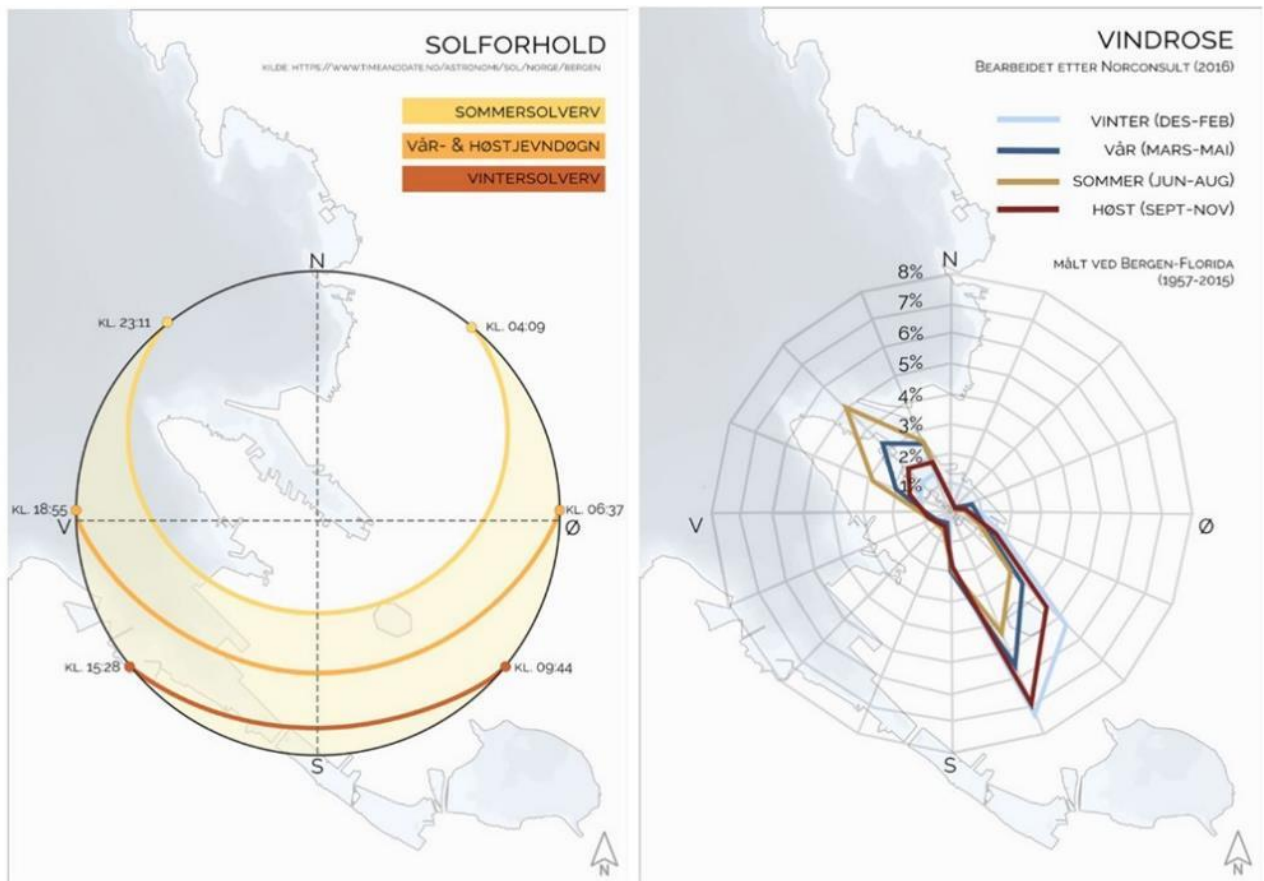 SOLFORHOLD
KILDE: HTTPS://WWW.TIMEANDDATE.NO/ASTRONOMI/SOL/NORGE/BERGEN
SOMMERSOLVERV
VÅR- & HØSTJEVNDØGN
VINTERSOLVERV
N
KL. 23:11
KL. 04:09
KL. 18:55
KL. 06:37
V
Ø
KL. 15:28
KL. 09:44
S
N
VINDROSE
BEARBEIDET ETTER NORCONSULT (2016)
VINTER (DES-FEB)
VÅR (MARS-MAI)
SOMMER (JUN-AUG)
HØST (SEPT-NOV)
MÅLT VED BERGEN-FLORIDA
(1957-2015)
N
8%
7%
6%
5%
4%
3%
2%
1%
V
Ø
S
N